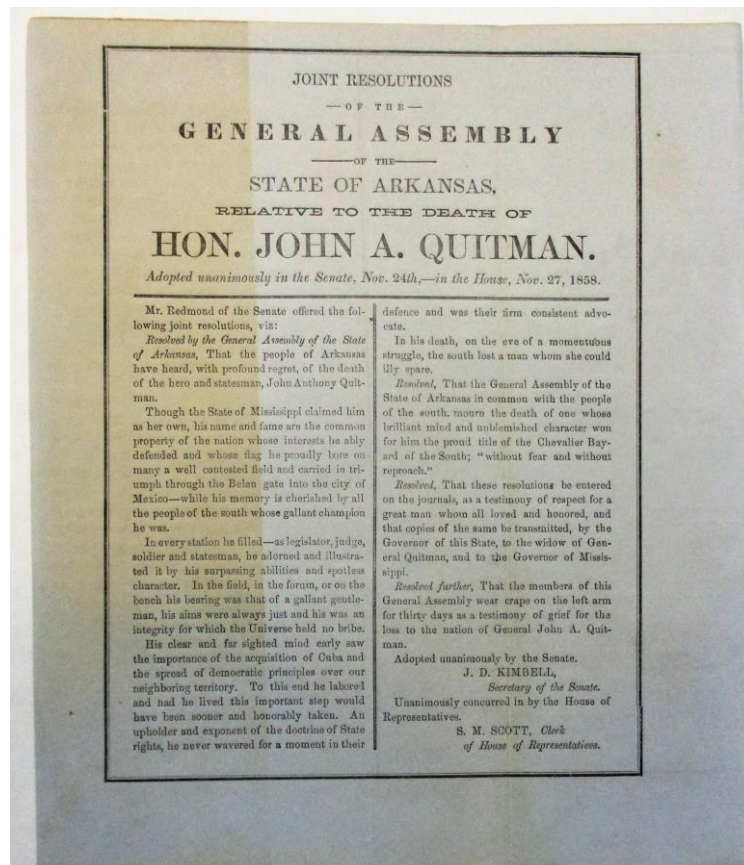 JOINT RESOLUTIONS
— OF THE —
GENERAL ASSEMBLY
——OF THE——
STATE OF ARKANSAS,
RELATIVE TO THE DEATH OF
HON. JOHN A. QUITMAN.
Adopted unanimously in the Senate, Nov. 24th,—in the House, Nov. 27, 1858.
Mr. Redmond of the Senate offered the fol-
lowing joint resolutions, viz:
Resolved by the General Assembly of the State
of Arkansas, That the people of Arkansas
have heard, with profound regret, of the death
of the hero and statesman, John Anthony Quit-
man.
Though the State of Mississippi claimed him
as her own, his name and fame are the common
property of the nation whose interests he ably
defended and whose flag he proudly bore on
many a well contested field and carried in tri-
umph through the Belen gate into the city of
Mexico—while his memory is cherished by all
the people of the south whose gallant champion
he was.
In every station he filled—as legislator, judge,
soldier and statesman, he adorned and illustra-
ted it by his surpassing abilities and spotless
character. In the field, in the forum, or on the
bench his bearing was that of a gallant gentle-
man, his aims were always just and his was an
integrity for which the Universe held no bribe.
His clear and far sighted mind early saw
the importance of the acquisition of Cuba and
the spread of democratic principles over our
neighboring territory. To this end he labored
and had he lived this important step would
have been sooner and honorably taken. An
upholder and exponent of the doctrine of State
rights, he never wavered for a moment in their
defence and was their firm consistent advo-
cate.
In his death, on the eve of a momentous
struggle, the south lost a man whom she could
illy spare.
Resolved, That the General Assembly of the
State of Arkansas in common with the people
of the south. mourn the death of one whose
brilliant mind and unblemished character won
for him the proud title of the Chevalier Bay-
ard of the South; "without fear and without
reproach."
Resolved, That these resolutions be entered
on the journals, as a testimony of respect for a
great man whom all loved and honored, and
that copies of the same be transmitted, by the
Governor of this State, to the widow of Gen-
eral Quitman, and to the Governor of Missis-
sippi.
Resolved further, That the members of this
General Assembly wear crape on the left arm
for thirty days as a testimony of grief for the
loss to the nation of General John A. Quit-
man.
Adopted unanimously by the Senate.
J. D. KIMBELL,
Secretary of the Senate.
Unanimously concurred in by the House of
Representatives.
S. M. SCOTT, Clerk
of House of Representatives.